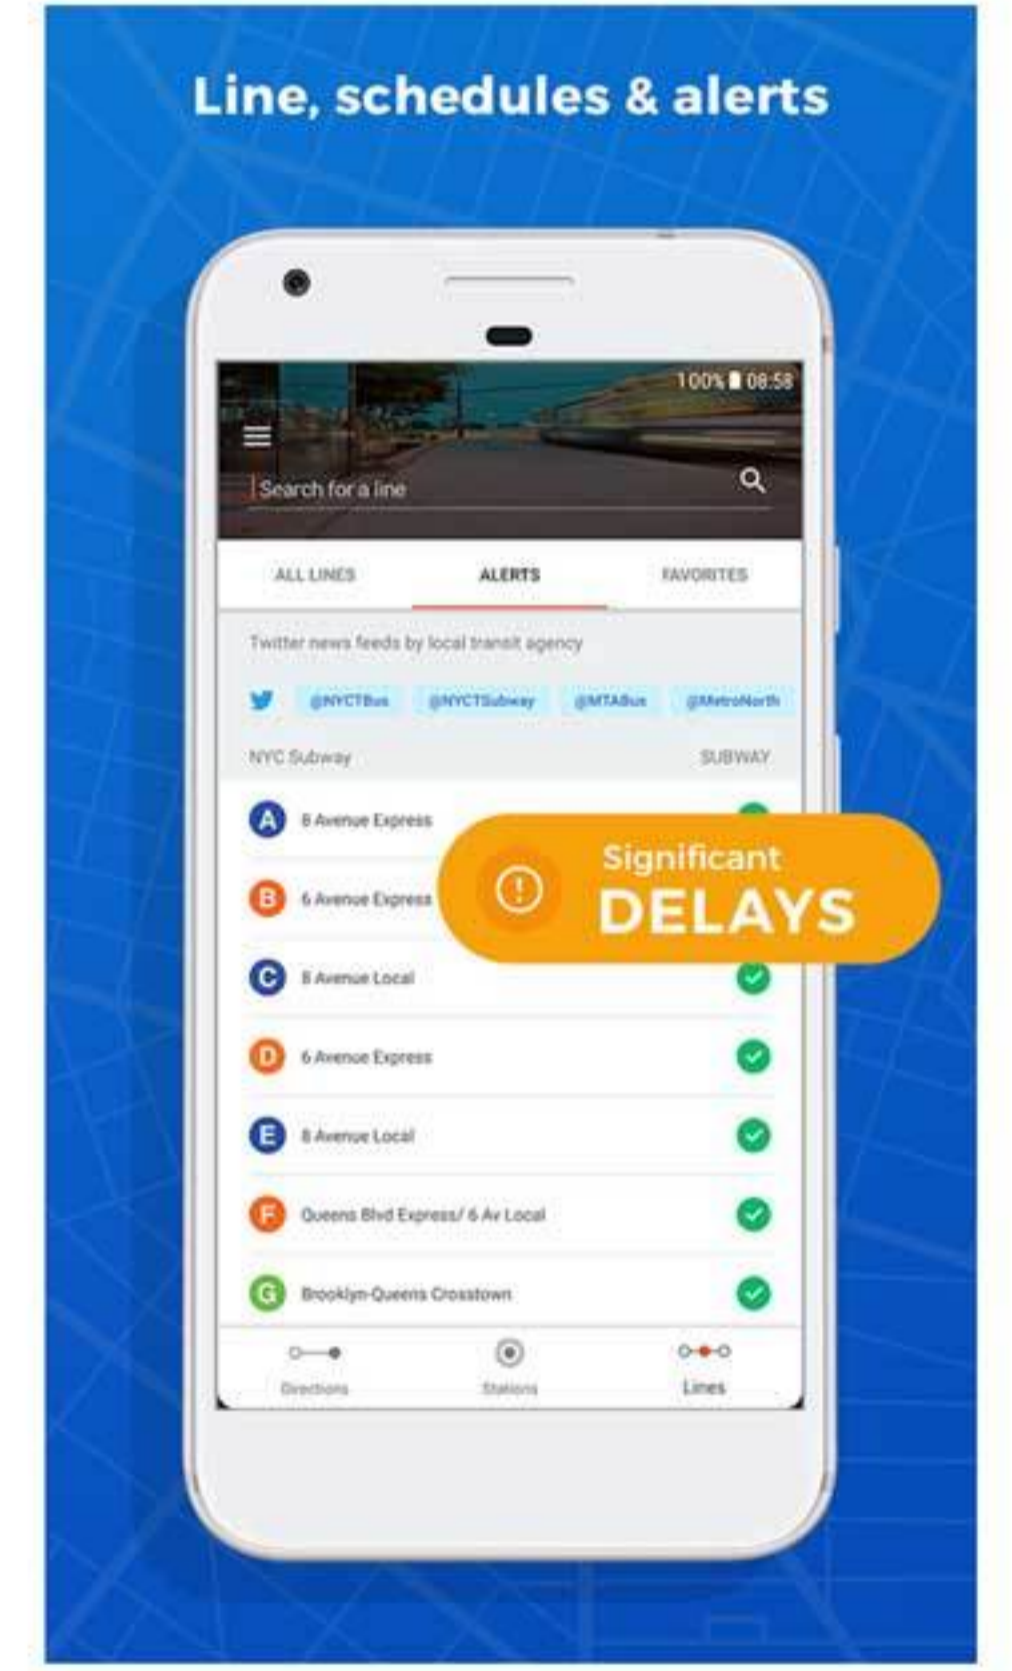 Line, schedules & alerts
100% 08:58
Search for a line
ALL LINES ALERTS FAVORITES
Twitter news feeds by local transit agency
@NYCTBus @NYCTSubway @MTABus @MetroNorth
NYC Subway SUBWAY
A 8 Avenue Express
Significant
DELAYS
B 6 Avenue Express
C 8 Avenue Local
D 6 Avenue Express
E 8 Avenue Local
F Queens Blvd Express/ 6 Av Local
G Brooklyn-Queens Crosstown
Directions Stations Lines